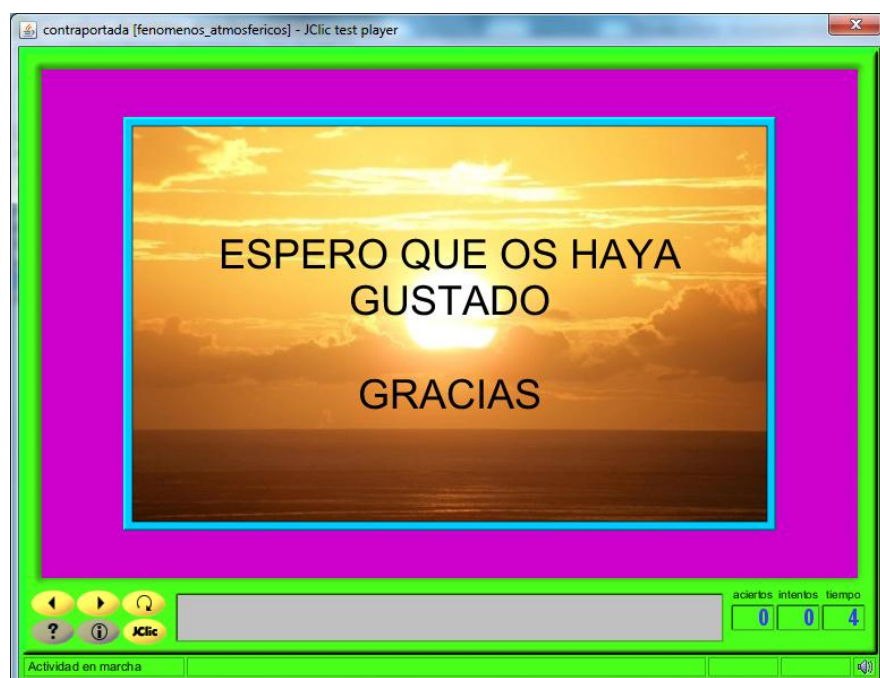 contraportada [fenomenos_atmosfericos] - JClic test player
ESPERO QUE OS HAYA
GUSTADO
GRACIAS
aciertos intentos tiempo
0 0 4
JClic
Actividad en marcha